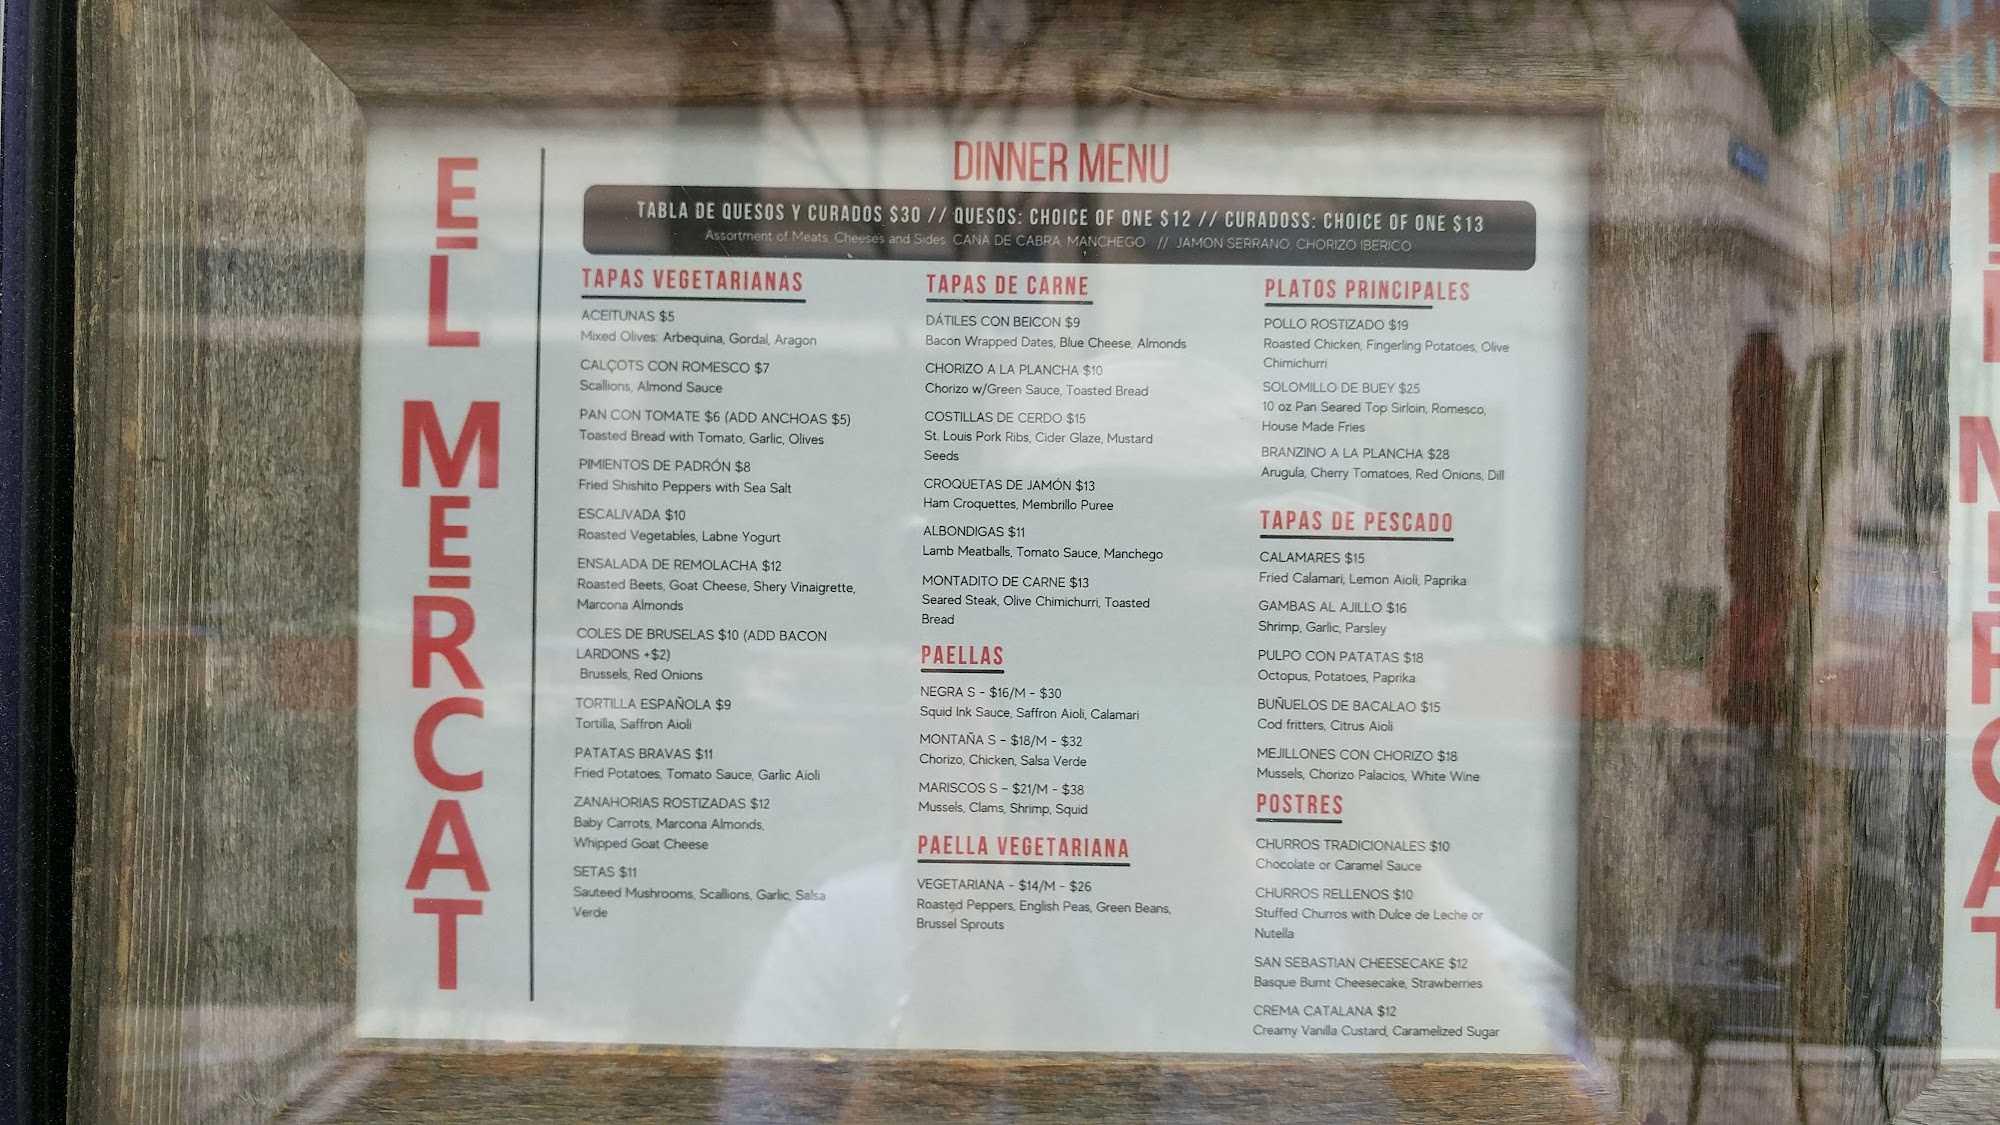 EL MERCAT
DINNER MENU
TABLA DE QUESOS Y CURADOS $30 // QUESOS: CHOICE OF ONE $12 // CURADOSS: CHOICE OF ONE $13
Assortment of Meats, Cheeses and Sides CANA DE CABRA, MANCHEGO // JAMON SERRANO, CHORIZO IBERICO
TAPAS VEGETARIANAS
ACEITUNAS $5
Mixed Olives: Arbequina, Gordal, Aragon
CALÇOTS CON ROMESCO $7
Scallions, Almond Sauce
PAN CON TOMATE $6 (ADD ANCHOAS $5)
Toasted Bread with Tomato, Garlic, Olives
PIMIENTOS DE PADRÓN $8
Fried Shishito Peppers with Sea Salt
ESCALIVADA $10
Roasted Vegetables, Labne Yogurt
ENSALADA DE REMOLACHA $12
Roasted Beets, Goat Cheese, Shery Vinaigrette,
Marcona Almonds
COLES DE BRUSELAS $10 (ADD BACON
LARDONS +$2)
Brussels, Red Onions
TORTILLA ESPAÑOLA $9
Tortilla, Saffron Aioli
PATATAS BRAVAS $11
Fried Potatoes, Tomato Sauce, Garlic Aioli
ZANAHORIAS ROSTIZADAS $12
Baby Carrots, Marcona Almonds,
Whipped Goat Cheese
SETAS $11
Sauteed Mushrooms, Scallions, Garlic, Salsa
Verde
TAPAS DE CARNE
DÁTILES CON BEICON $9
Bacon Wrapped Dates, Blue Cheese, Almonds
CHORIZO A LA PLANCHA $10
Chorizo w/Green Sauce, Toasted Bread
COSTILLAS DE CERDO $15
St. Louis Pork Ribs, Cider Glaze, Mustard
Seeds
CROQUETAS DE JAMÓN $13
Ham Croquettes, Membrillo Puree
ALBONDIGAS $11
Lamb Meatballs, Tomato Sauce, Manchego
MONTADITO DE CARNE $13
Seared Steak, Olive Chimichurri, Toasted
Bread
PAELLAS
NEGRA S - $16/M - $30
Squid Ink Sauce, Saffron Aioli, Calamari
MONTAÑA S - $18/M - $32
Chorizo, Chicken, Salsa Verde
MARISCOS S - $21/M - $38
Mussels, Clams, Shrimp, Squid
PAELLA VEGETARIANA
VEGETARIANA - $14/M - $26
Roasted Peppers, English Peas, Green Beans,
Brussel Sprouts
PLATOS PRINCIPALES
POLLO ROSTIZADO $19
Roasted Chicken, Fingerling Potatoes, Olive
Chimichurri
SOLOMILLO DE BUEY $25
10 oz Pan Seared Top Sirloin, Romesco,
House Made Fries
BRANZINO A LA PLANCHA $28
Arugula, Cherry Tomatoes, Red Onions, Dill
TAPAS DE PESCADO
CALAMARES $15
Fried Calamari, Lemon Aioli, Paprika
GAMBAS AL AJILLO $16
Shrimp, Garlic, Parsley
PULPO CON PATATAS $18
Octopus, Potatoes, Paprika
BUÑUELOS DE BACALAO $15
Cod fritters, Citrus Aioli
MEJILLONES CON CHORIZO $18
Mussels, Chorizo Palacios, White Wine
POSTRES
CHURROS TRADICIONALES $10
Chocolate or Caramel Sauce
CHURROS RELLENOS $10
Stuffed Churros with Dulce de Leche or
Nutella
SAN SEBASTIAN CHEESECAKE $12
Basque Burnt Cheesecake, Strawberries
CREMA CATALANA $12
Creamy Vanilla Custard, Caramelized Sugar